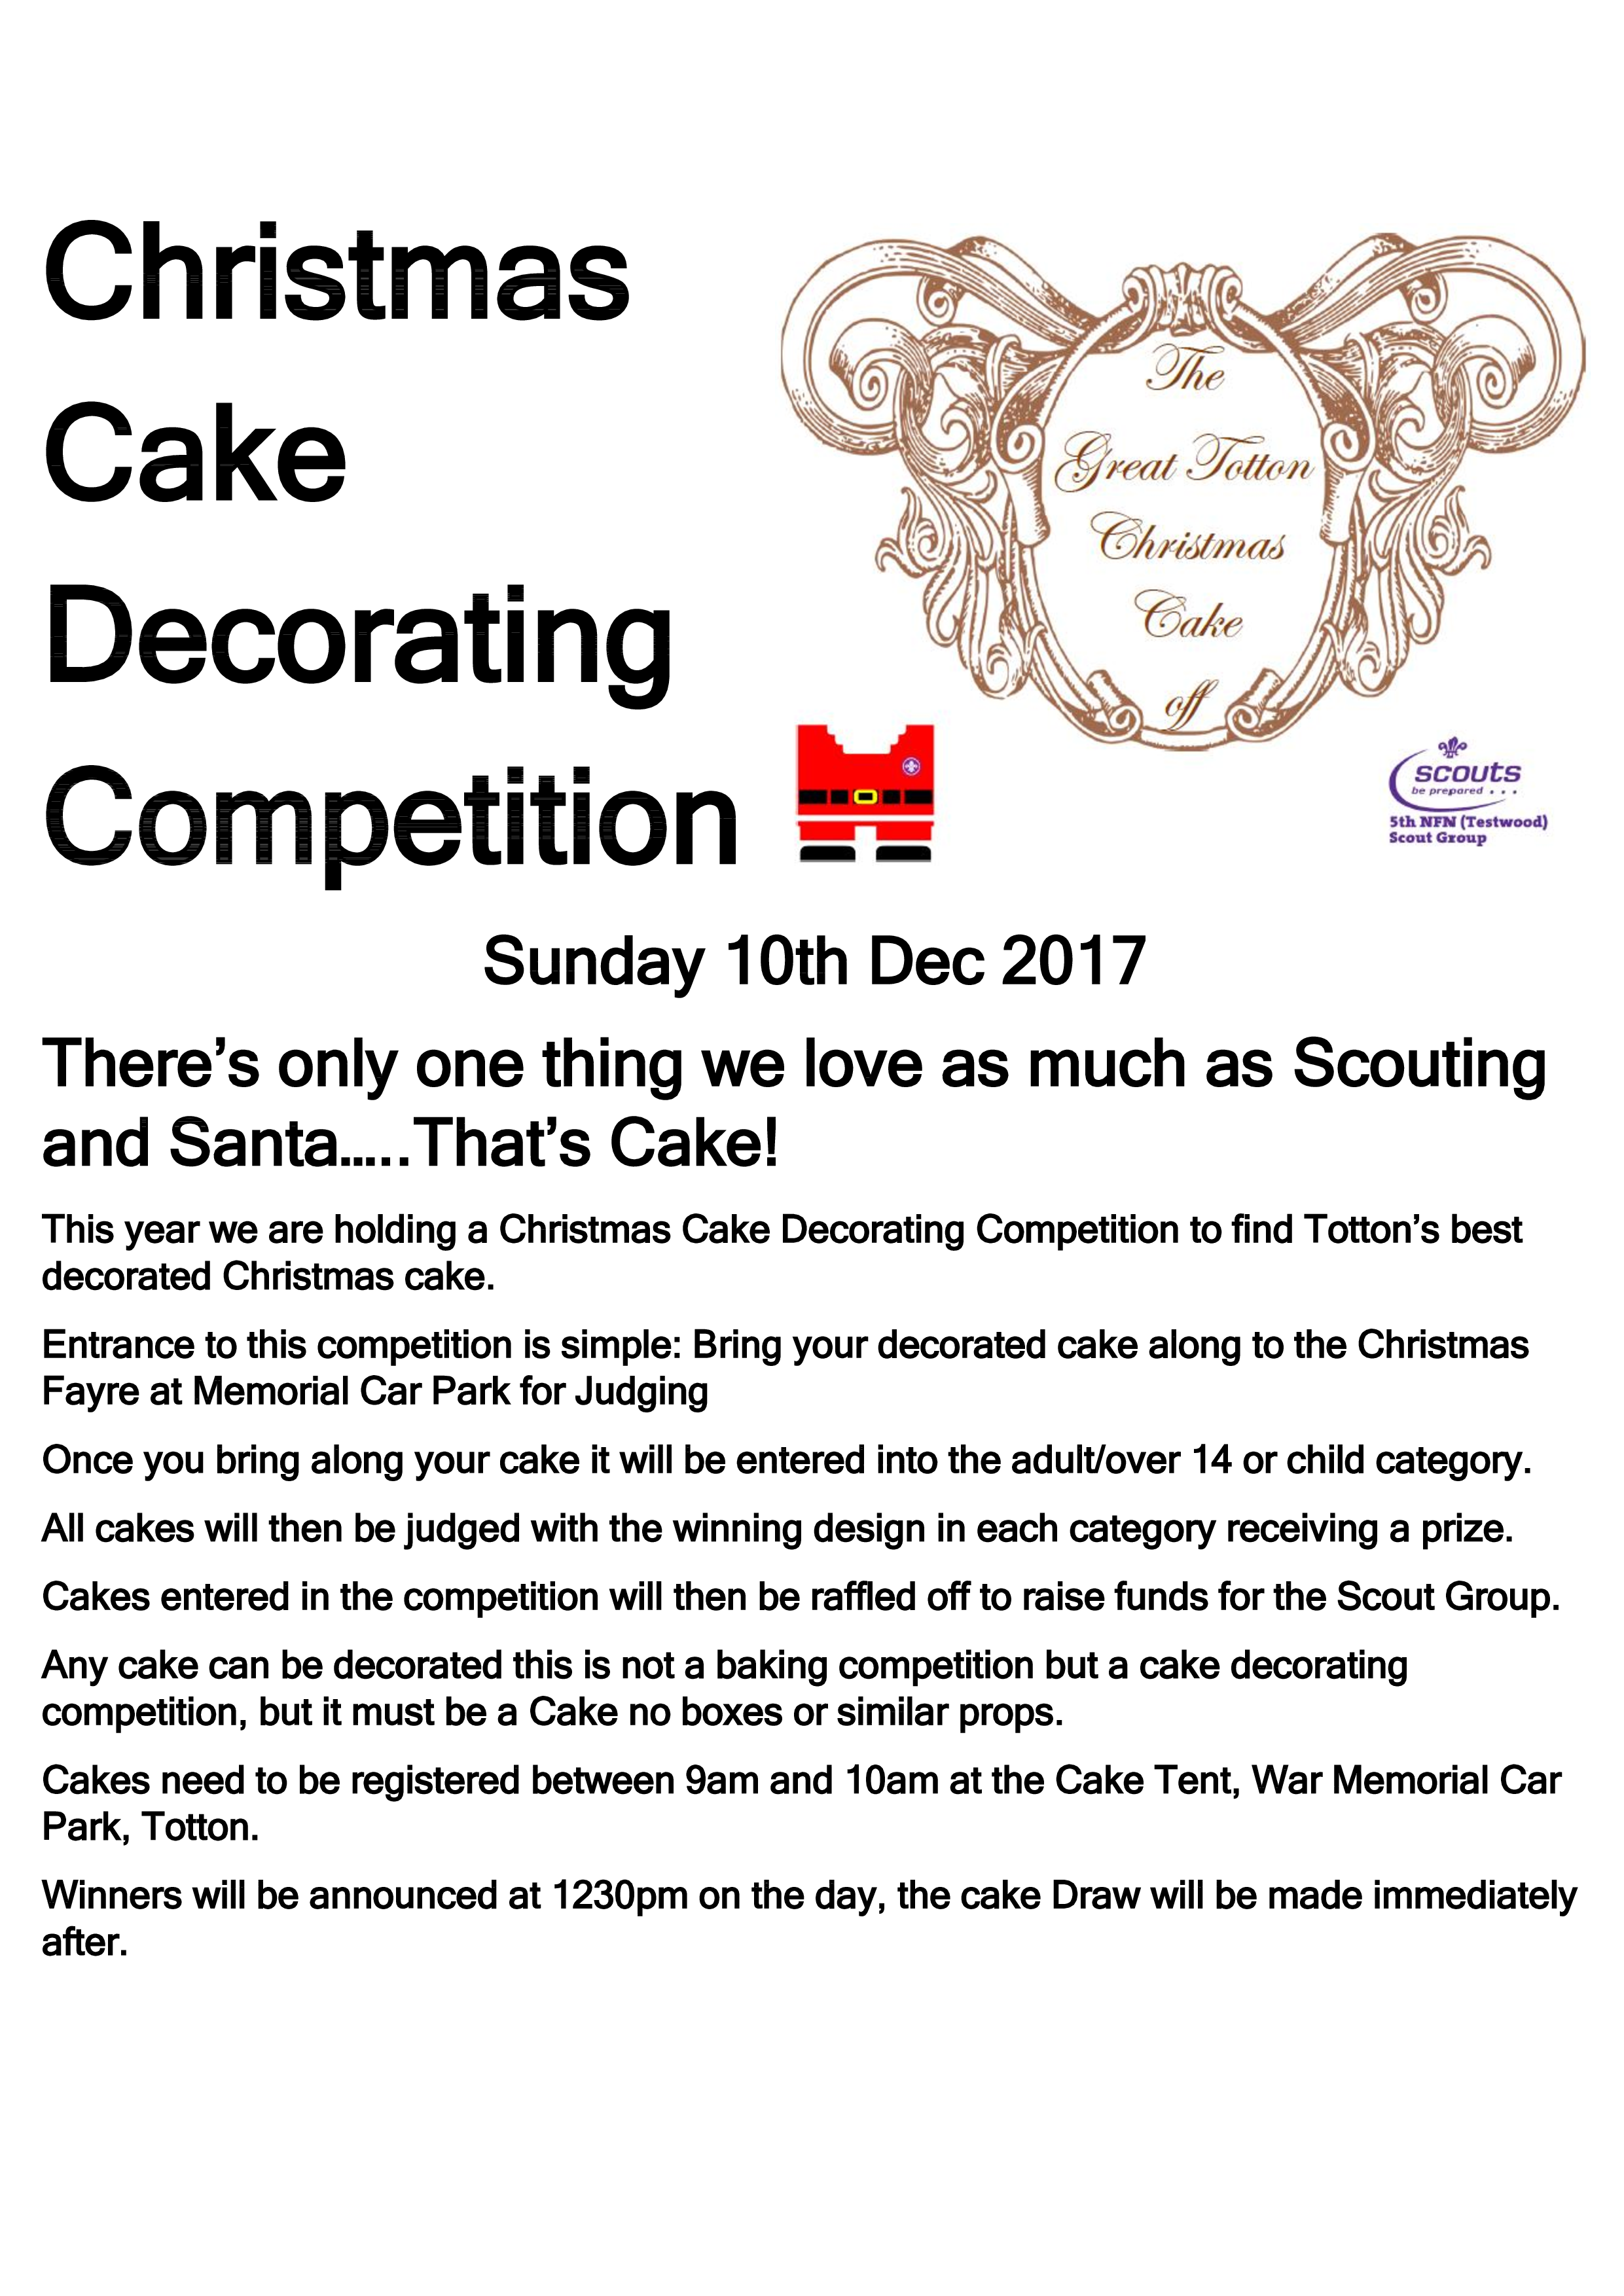 Christmas
Cake
Decorating
Competition
The
Great Totton
Christmas
Cake
off
scouts
be prepared . . .
5th NFN (Testwood)
Scout Group
Sunday 10th Dec 2017
There’s only one thing we love as much as Scouting
and Santa…..That’s Cake!
This year we are holding a Christmas Cake Decorating Competition to find Totton’s best
decorated Christmas cake.
Entrance to this competition is simple: Bring your decorated cake along to the Christmas
Fayre at Memorial Car Park for Judging
Once you bring along your cake it will be entered into the adult/over 14 or child category.
All cakes will then be judged with the winning design in each category receiving a prize.
Cakes entered in the competition will then be raffled off to raise funds for the Scout Group.
Any cake can be decorated this is not a baking competition but a cake decorating
competition, but it must be a Cake no boxes or similar props.
Cakes need to be registered between 9am and 10am at the Cake Tent, War Memorial Car
Park, Totton.
Winners will be announced at 1230pm on the day, the cake Draw will be made immediately
after.